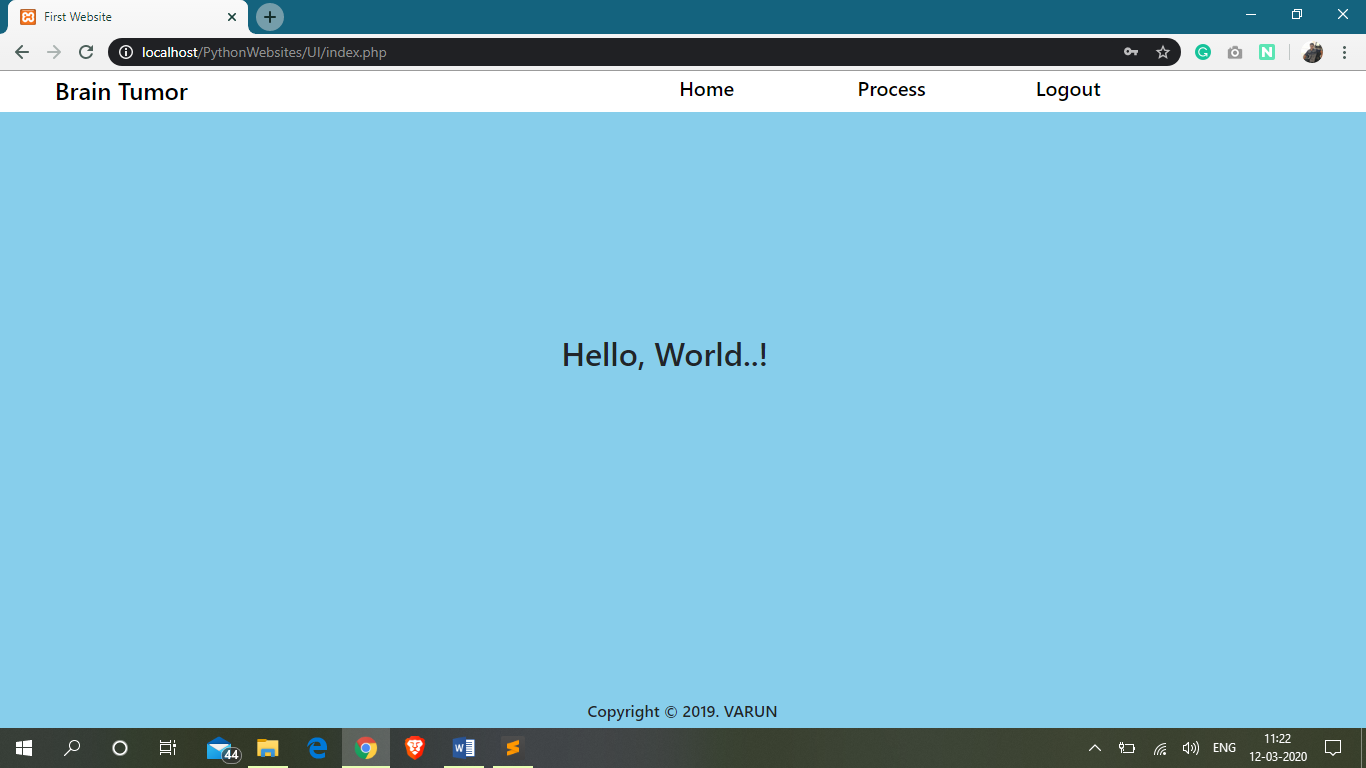 First Website
localhost/PythonWebsites/UI/index.php
Brain Tumor Home Process Logout
Hello, World..!
Copyright © 2019. VARUN
44
ENG
11:22
12-03-2020